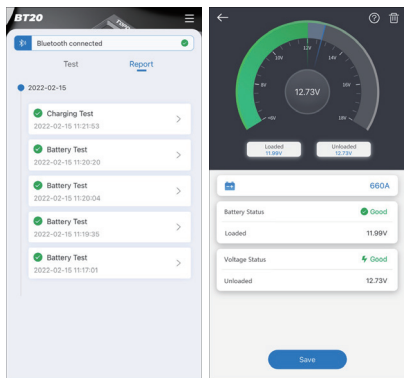 BT20
Bluetooth connected
Test Report
2022-02-15
Charging Test
2022-02-15 11:21:53
Battery Test
2022-02-15 11:20:20
Battery Test
2022-02-15 11:20:04
Battery Test
2022-02-15 11:19:35
Battery Test
2022-02-15 11:17:01
12V
10V 14V
8V 16V
<6V 18V
12.73V
Loaded Unloaded
11.99V 12.73V
660A
Battery Status Good
Loaded 11.99V
Voltage Status Good
Unloaded 12.73V
Save